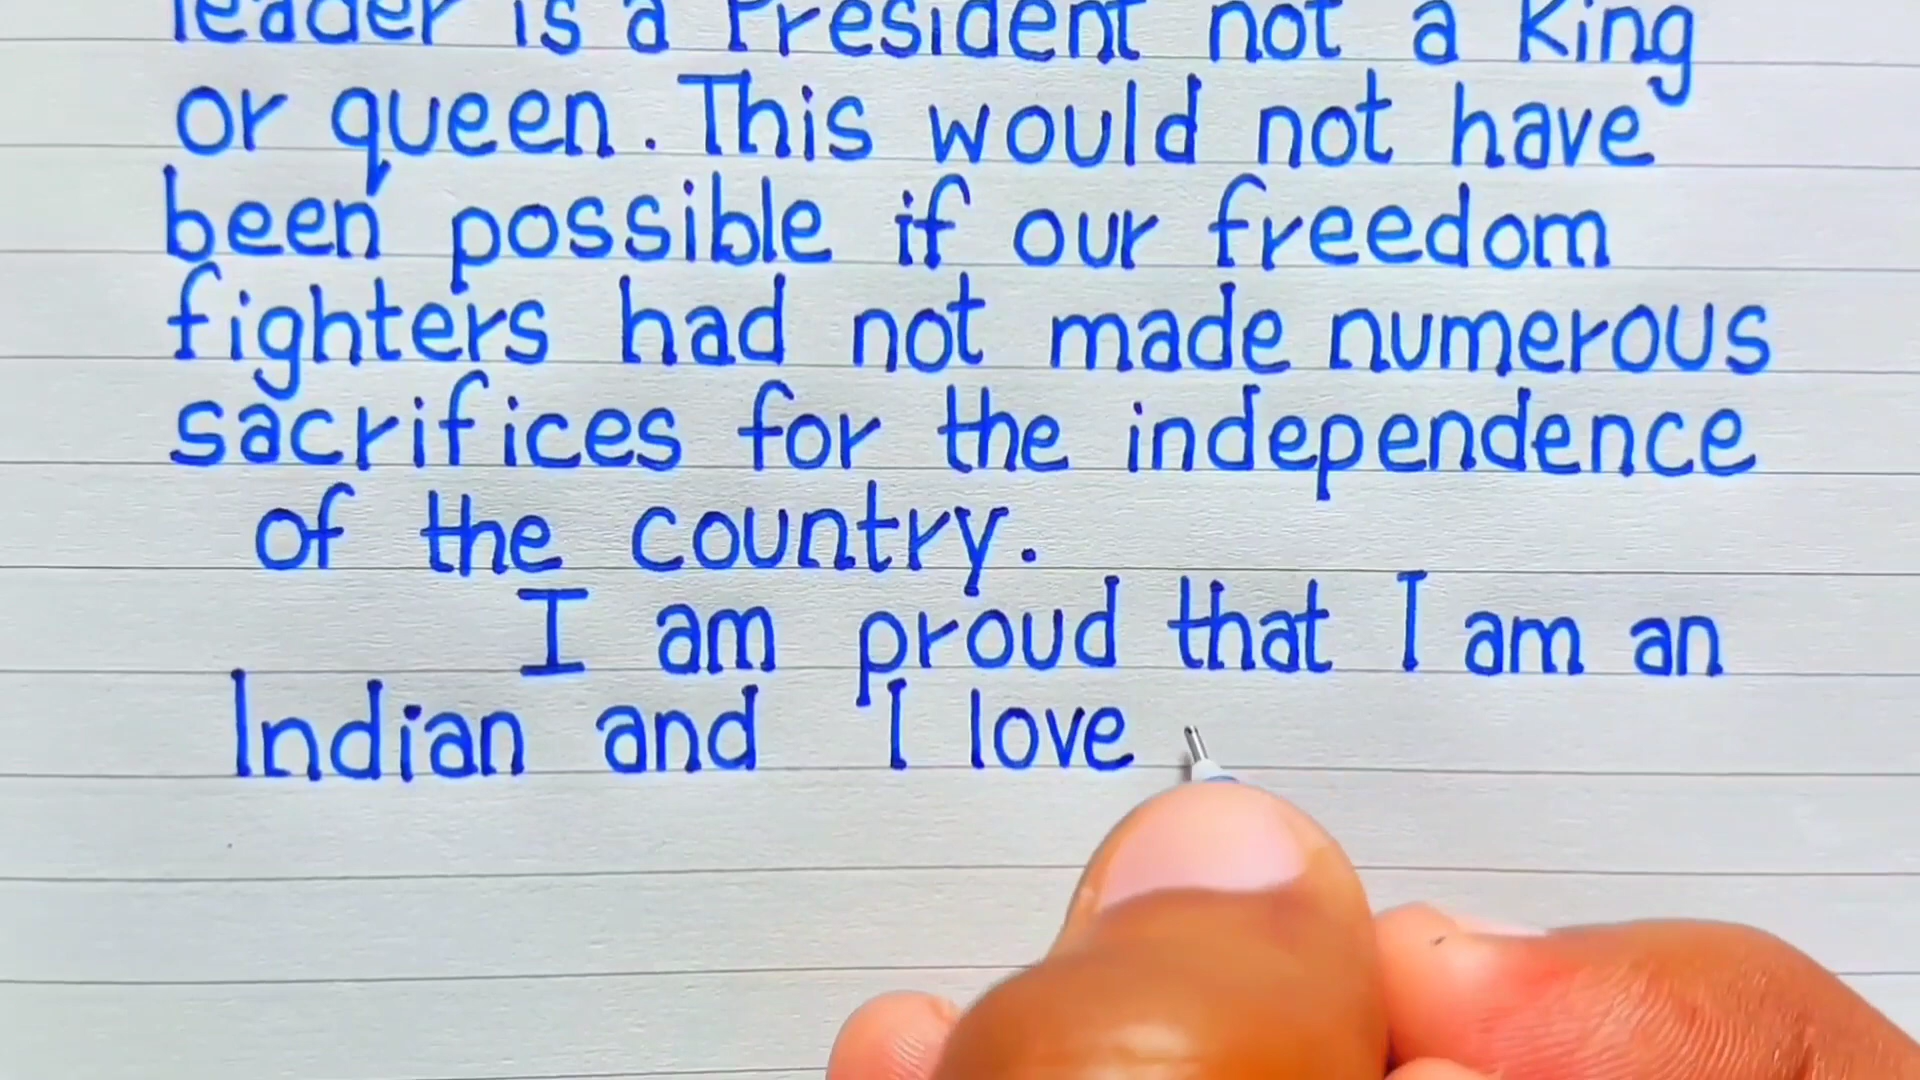 leader is a President not a King
or queen. This would not have
been possible if our freedom
fighters had not made numerous
sacrifices for the independence
of the country.
I am proud that I am an
Indian and I love